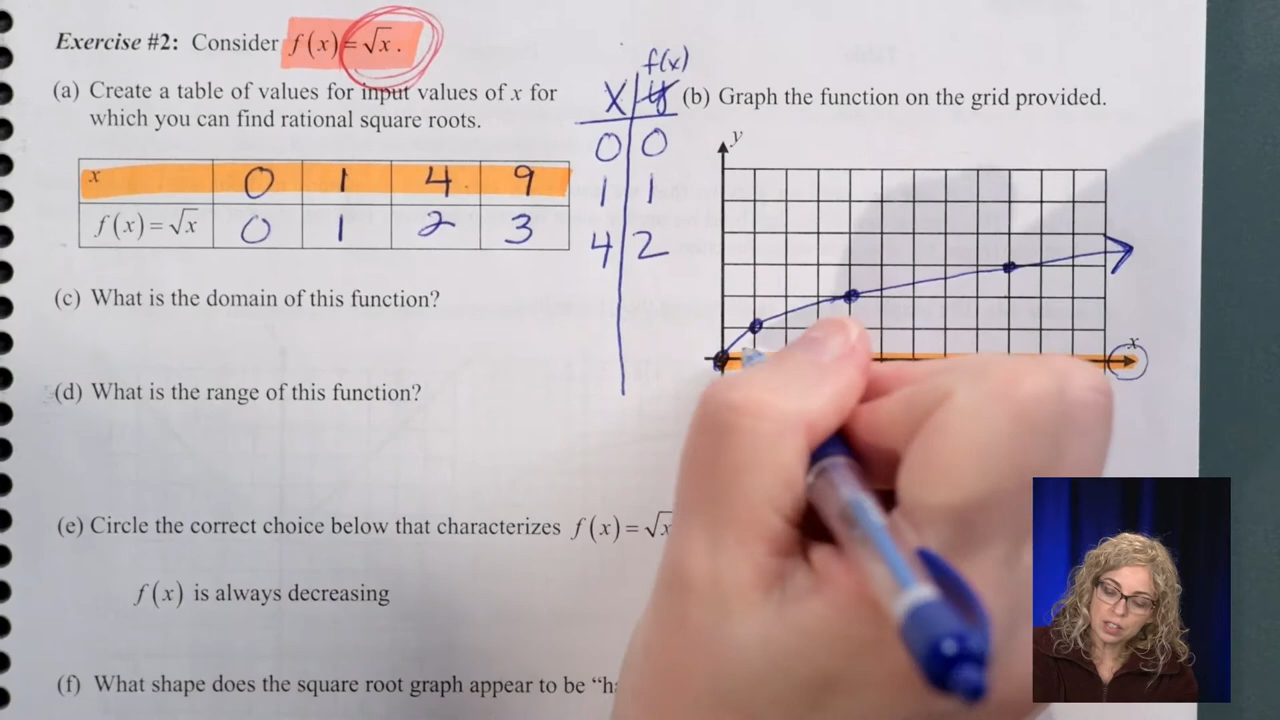 Exercise #2: Consider f(x)=√x.
(a) Create a table of values for input values of x for
which you can find rational square roots.
x 0 1 4 9
f(x)=√x 0 1 2 3
f(x)
x y
0 0
1 1
4 2
(b) Graph the function on the grid provided.
y
x
(c) What is the domain of this function?
(d) What is the range of this function?
(e) Circle the correct choice below that characterizes f(x)=√x
f(x) is always decreasing
(f) What shape does the square root graph appear to be